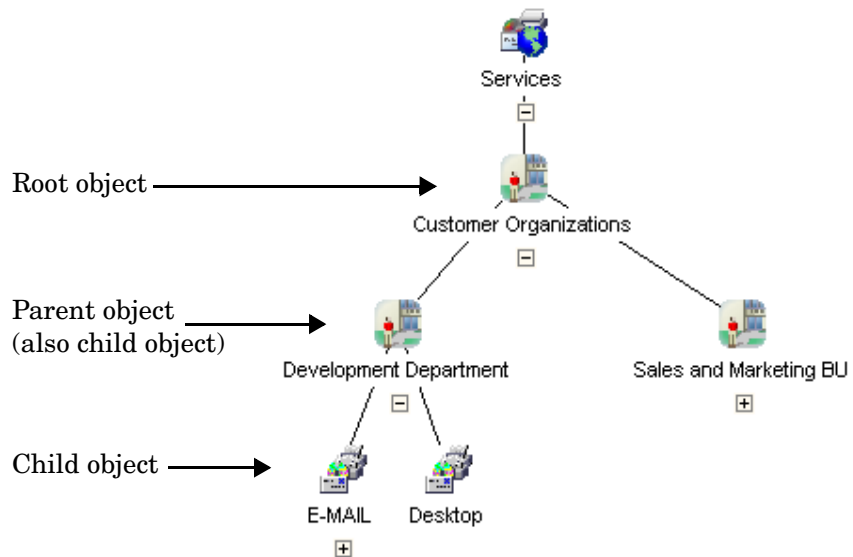 Services
Root object
Customer Organizations
Parent object
(also child object)
Development Department
Sales and Marketing BU
Child object
E-MAIL
Desktop